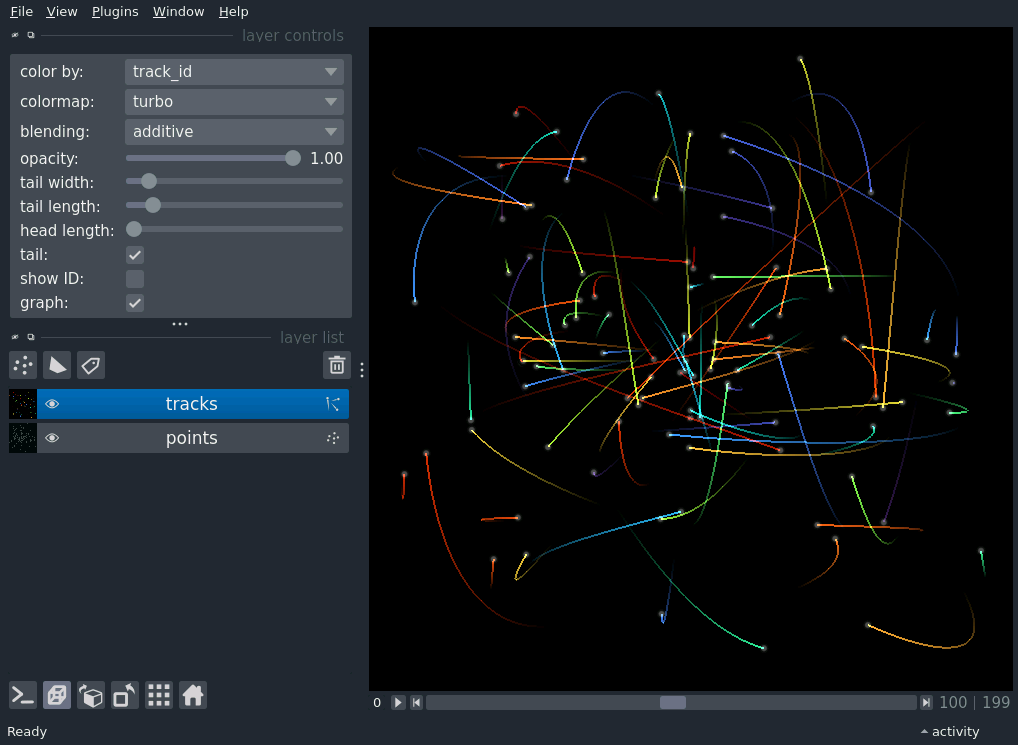 File View Plugins Window Help
layer controls
color by: track_id
colormap: turbo
blending: additive
opacity: 1.00
tail width:
tail length:
head length:
tail:
show ID:
graph:
layer list
tracks
points
0 100 199
Ready activity